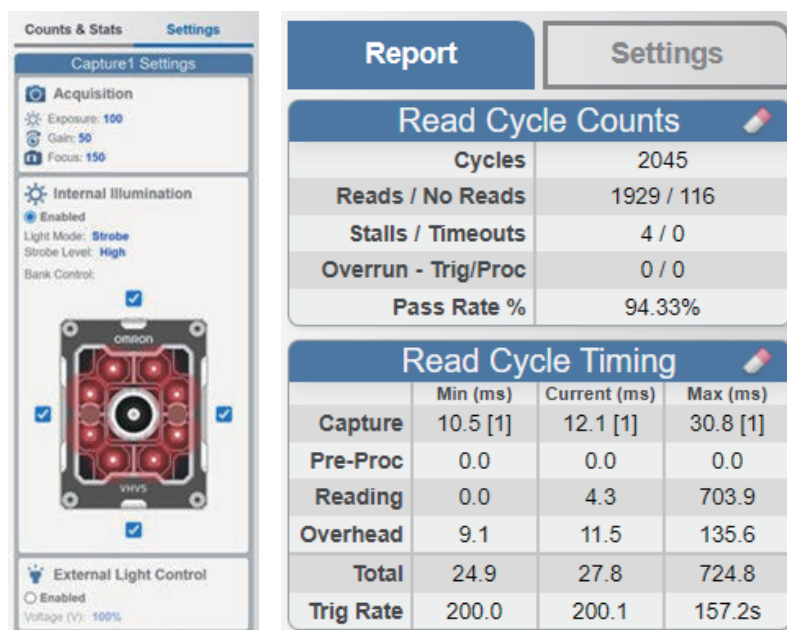 Counts & Stats Settings
Capture1 Settings
Acquisition
Exposure: 100
Gain: 50
Focus: 150
Internal Illumination
Enabled
Light Mode: Strobe
Strobe Level: High
Bank Control:
OMRON
VHV5
External Light Control
Enabled
Voltage (V): 100%
Report Settings
Read Cycle Counts
Cycles 2045
Reads / No Reads 1929 / 116
Stalls / Timeouts 4 / 0
Overrun - Trig/Proc 0 / 0
Pass Rate % 94.33%
Read Cycle Timing
Min (ms) Current (ms) Max (ms)
Capture 10.5 [1] 12.1 [1] 30.8 [1]
Pre-Proc 0.0 0.0 0.0
Reading 0.0 4.3 703.9
Overhead 9.1 11.5 135.6
Total 24.9 27.8 724.8
Trig Rate 200.0 200.1 157.2s